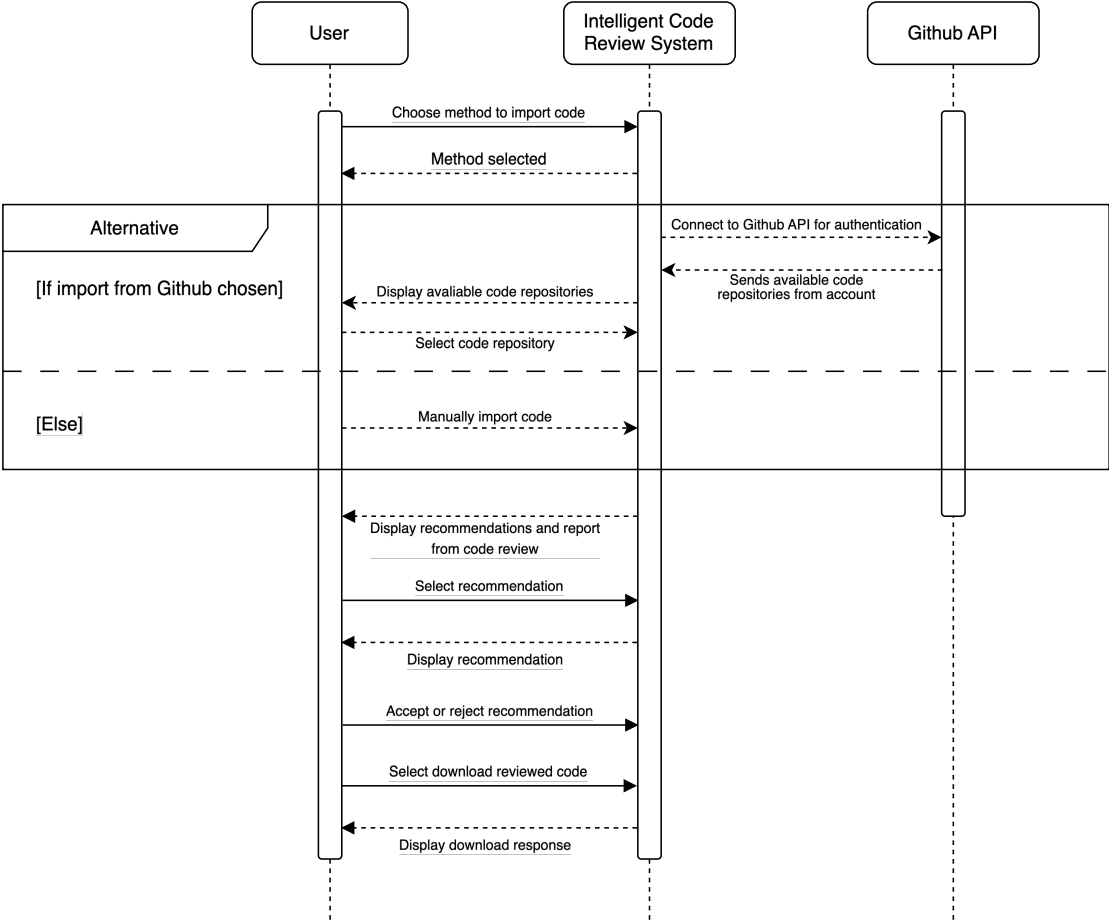 User
Intelligent Code
Review System
Github API
Choose method to import code
Method selected
Alternative
Connect to Github API for authentication
[If import from Github chosen]
Sends available code
repositories from account
Display avaliable code repositories
Select code repository
[Else]
Manually import code
Display recommendations and report
from code review
Select recommendation
Display recommendation
Accept or reject recommendation
Select download reviewed code
Display download response